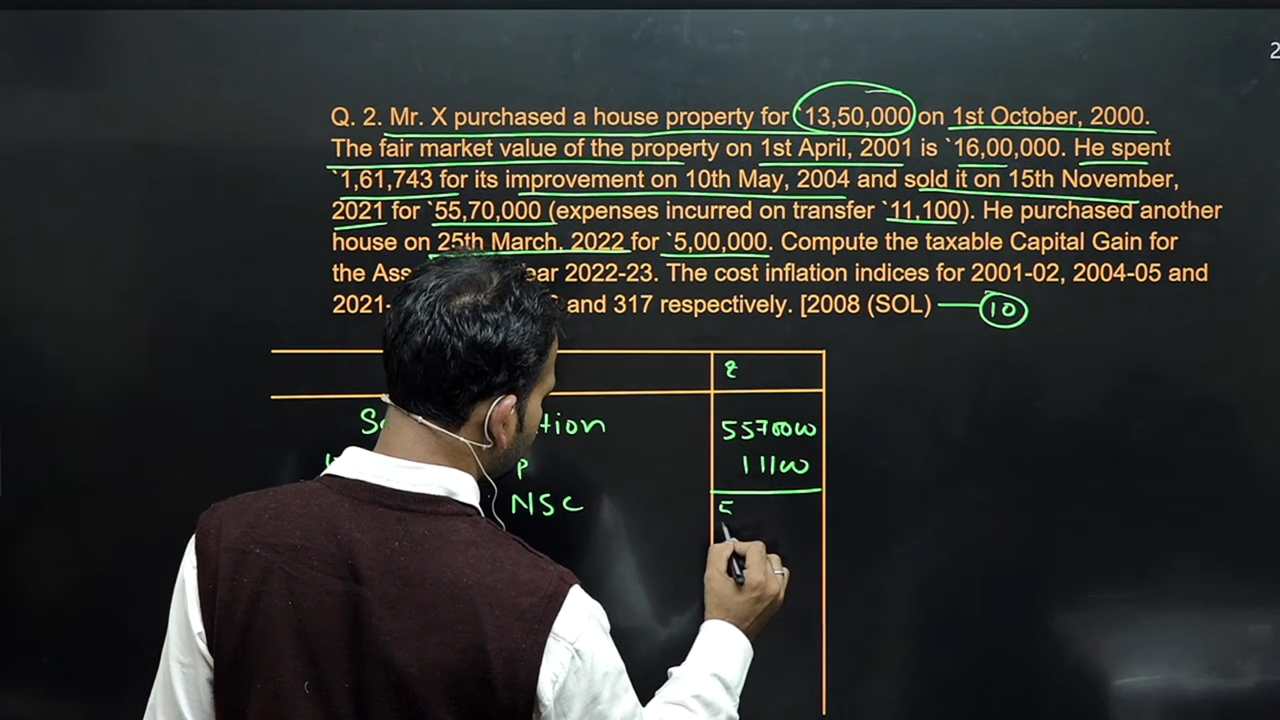 2
Q. 2. Mr. X purchased a house property for `13,50,000 on 1st October, 2000.
The fair market value of the property on 1st April, 2001 is `16,00,000. He spent
`1,61,743 for its improvement on 10th May, 2004 and sold it on 15th November,
2021 for `55,70,000 (expenses incurred on transfer `11,100). He purchased another
house on 25th March, 2022 for `5,00,000. Compute the taxable Capital Gain for
the Ass ear 2022-23. The cost inflation indices for 2001-02, 2004-05 and
2021- and 317 respectively. [2008 (SOL) 10
₹
tion 5570000
p 11100
NSC 5